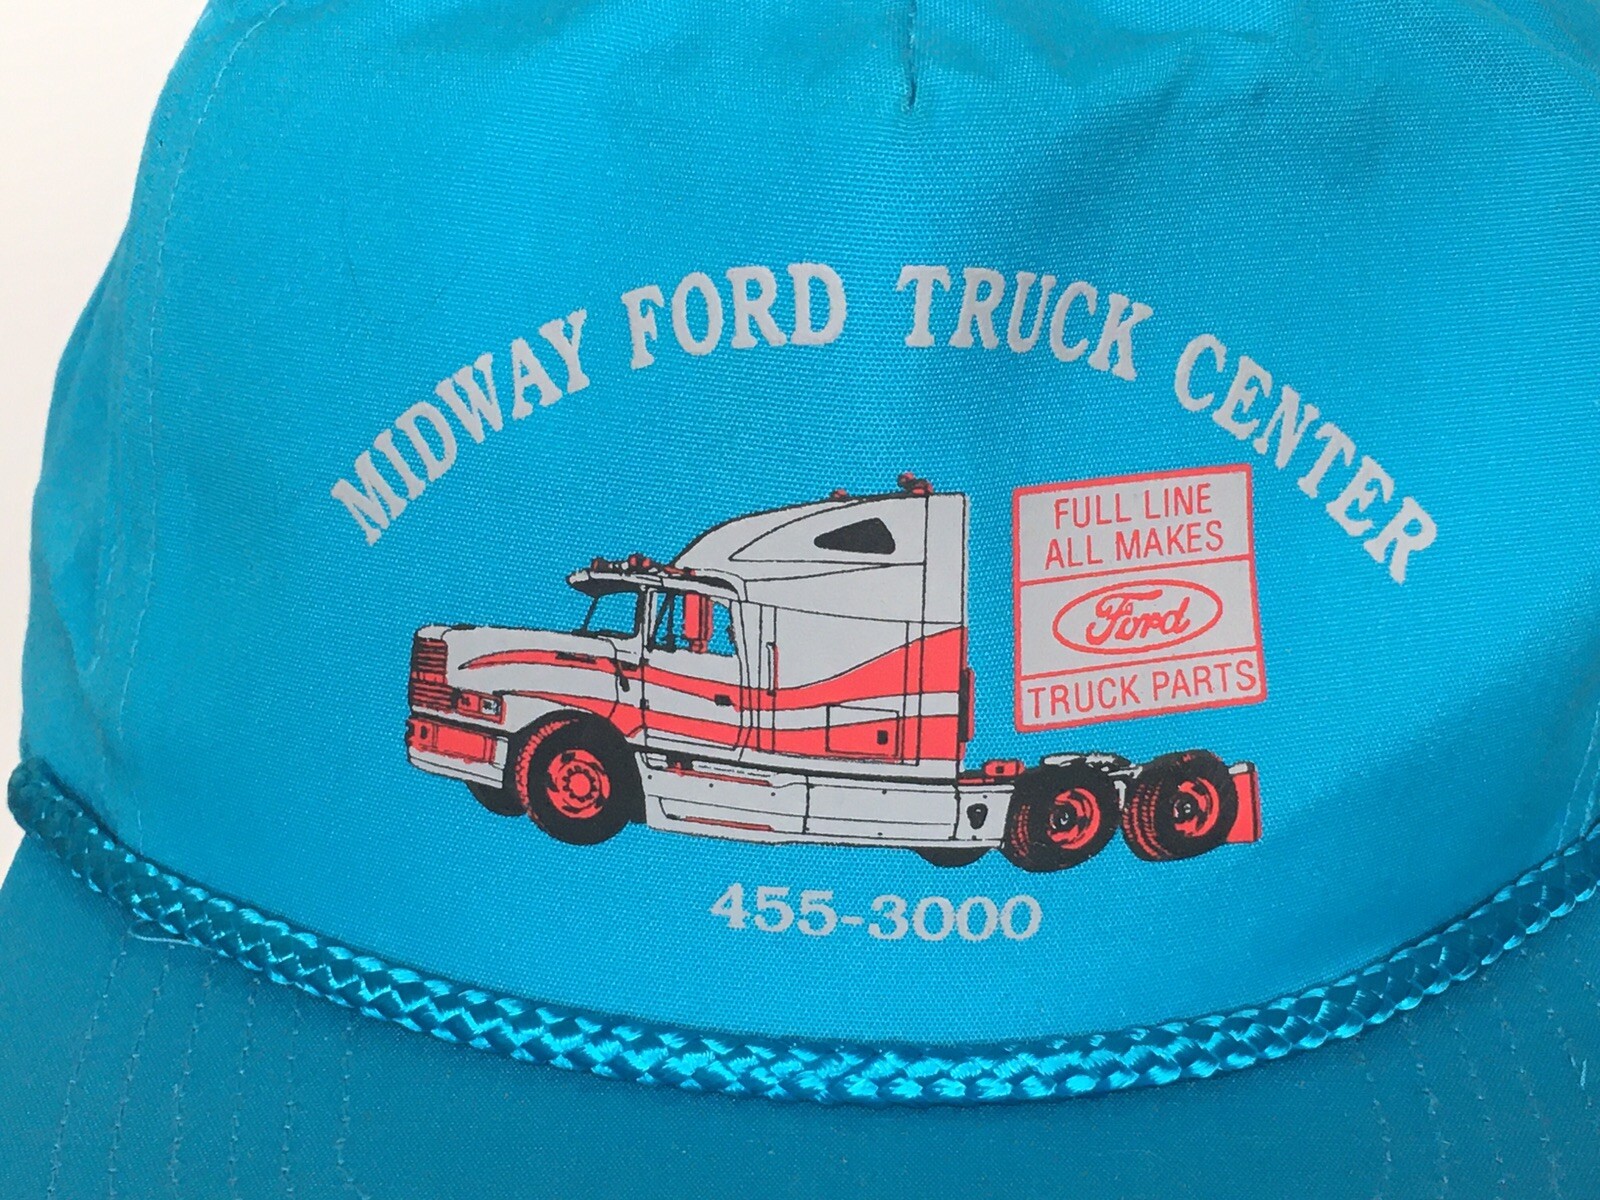 MIDWAY FORD TRUCK CENTER
FULL LINE
ALL MAKES
Ford
TRUCK PARTS
455-3000